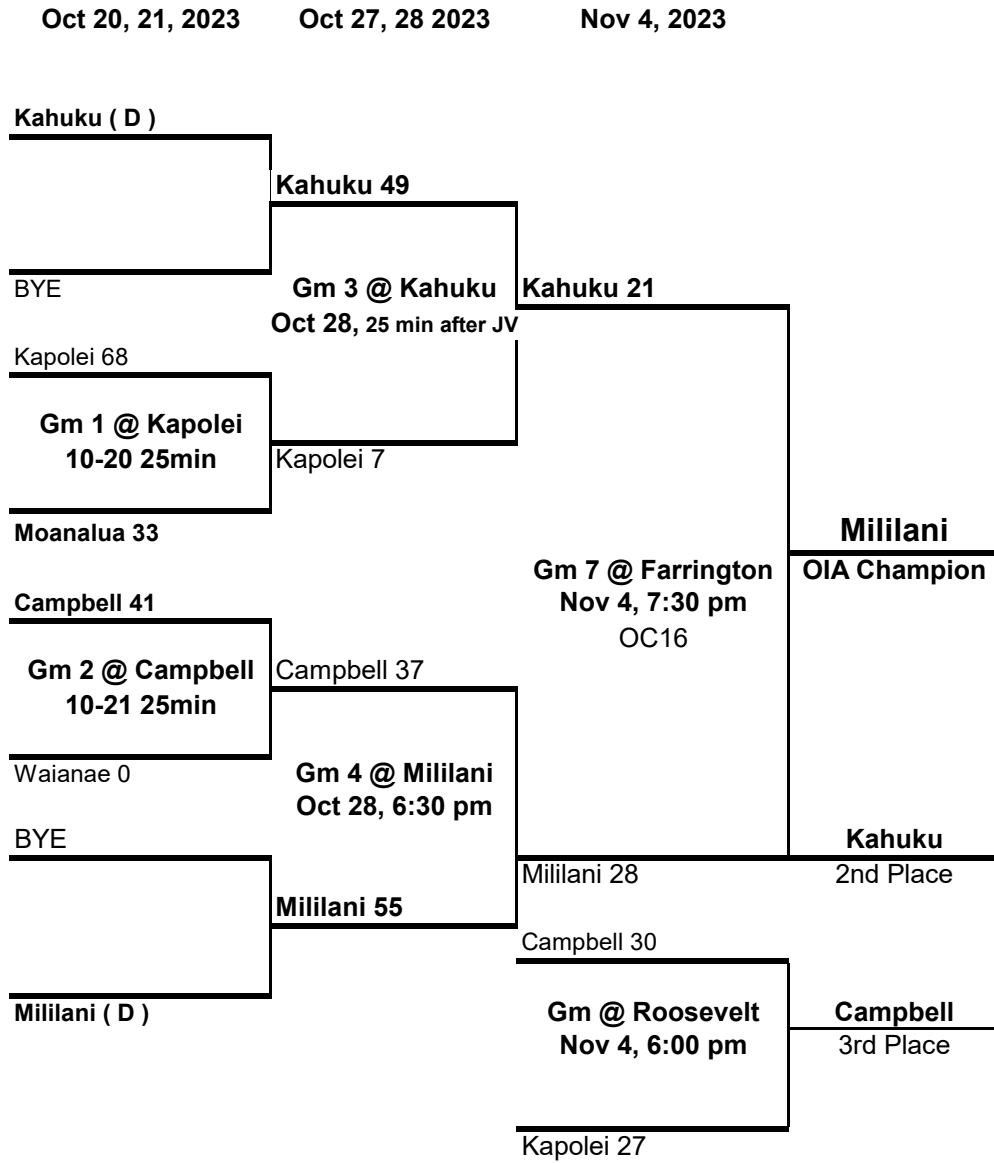 Oct 20, 21, 2023 Oct 27, 28 2023 Nov 4, 2023
Kahuku ( D )
Kahuku 49
BYE
Gm 3 @ Kahuku
Oct 28, 25 min after JV
Kahuku 21
Kapolei 68
Gm 1 @ Kapolei
10-20 25min
Kapolei 7
Moanalua 33
Mililani
OIA Champion
Gm 7 @ Farrington
Nov 4, 7:30 pm
OC16
Campbell 41
Gm 2 @ Campbell
10-21 25min
Campbell 37
Waianae 0
Gm 4 @ Mililani
Oct 28, 6:30 pm
BYE
Kahuku
2nd Place
Mililani 28
Mililani 55
Campbell 30
Mililani ( D )
Gm @ Roosevelt
Nov 4, 6:00 pm
Campbell
3rd Place
Kapolei 27